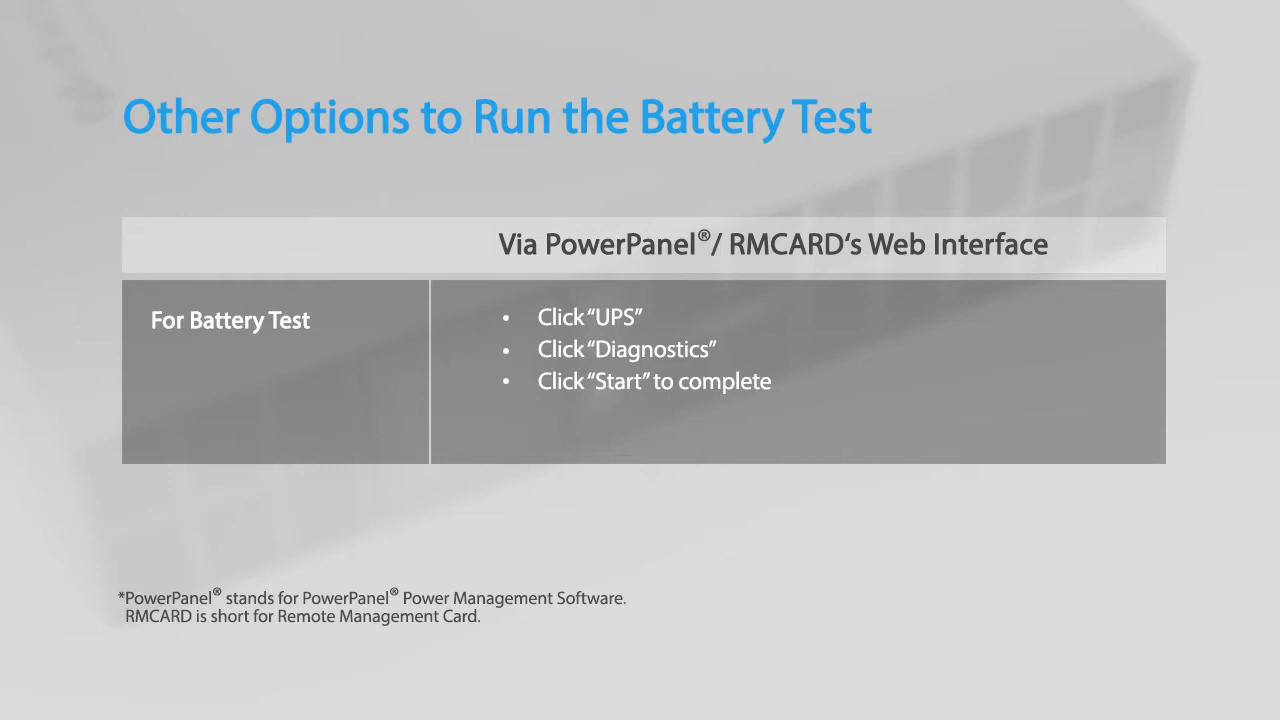 Other Options to Run the Battery Test
Via PowerPanel®/ RMCARD‘s Web Interface
For Battery Test
• Click “UPS”
• Click “Diagnostics”
• Click “Start” to complete
*PowerPanel® stands for PowerPanel® Power Management Software.
RMCARD is short for Remote Management Card.